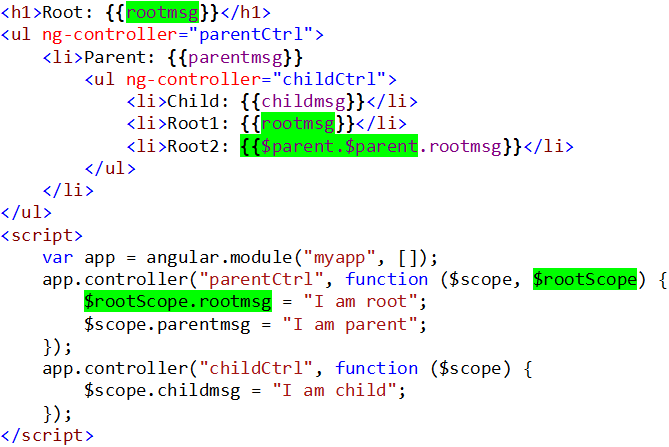 <h1>Root: {{rootmsg}}</h1>
<ul ng-controller="parentCtrl">
    <li>Parent: {{parentmsg}}
        <ul ng-controller="childCtrl">
            <li>Child: {{childmsg}}</li>
            <li>Root1: {{rootmsg}}</li>
            <li>Root2: {{$parent.$parent.rootmsg}}</li>
        </ul>
    </li>
</ul>
<script>
    var app = angular.module("myapp", []);
    app.controller("parentCtrl", function ($scope, $rootScope) {
        $rootScope.rootmsg = "I am root";
        $scope.parentmsg = "I am parent";
    });
    app.controller("childCtrl", function ($scope) {
        $scope.childmsg = "I am child";
    });
</script>